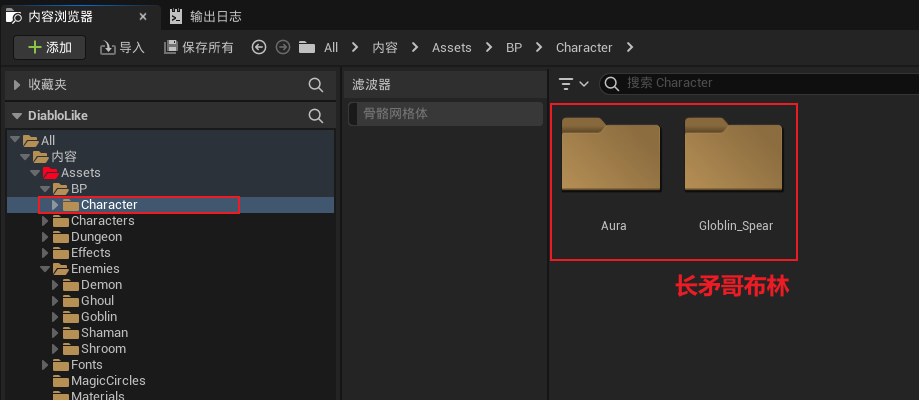 内容浏览器
×
输出日志
添加
导入
保存所有
All > 内容 > Assets > BP > Character >
收藏夹
DiabloLike
All
内容
Assets
BP
Character
Characters
Dungeon
Effects
Enemies
Demon
Ghoul
Goblin
Shaman
Shroom
Fonts
MagicCircles
Materials
滤波器
骨骼网格体
搜索 Character
Aura
Globlin_Spear
长矛哥布林